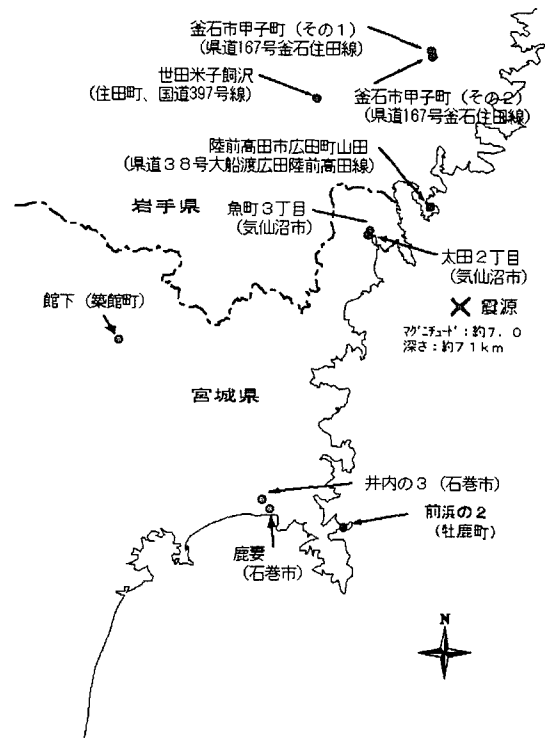 釜石市甲子町（その１）
（県道167号釜石住田線）
世田米子飼沢
（住田町、国道397号線）
釜石市甲子町（その２）
（県道167号釜石住田線）
陸前高田市広田町山田
（県道３８号大船渡広田陸前高田線）
岩手県
魚町３丁目
（気仙沼市）
太田２丁目
（気仙沼市）
館下（築館町）
震源
ﾏｸﾞﾆﾁｭｰﾄﾞ：約７．０
深さ：約７１ｋｍ
宮城県
井内の３（石巻市）
前浜の２
（牡鹿町）
鹿妻
（石巻市）
N